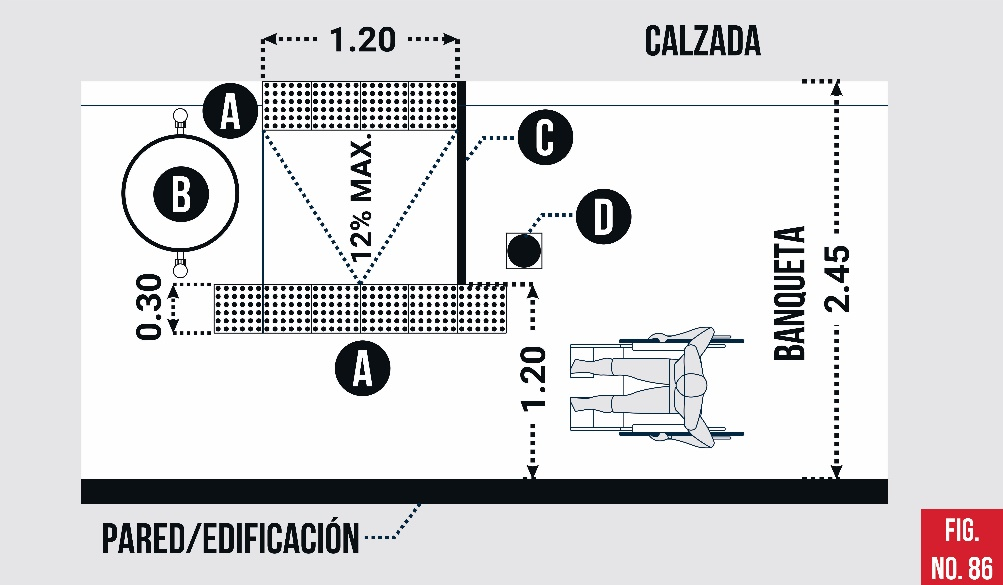 1.20
CALZADA
A
B
12% MAX.
C
D
0.30
BANQUETA
2.45
A
1.20
PARED/EDIFICACIÓN
FIG.
NO. 86